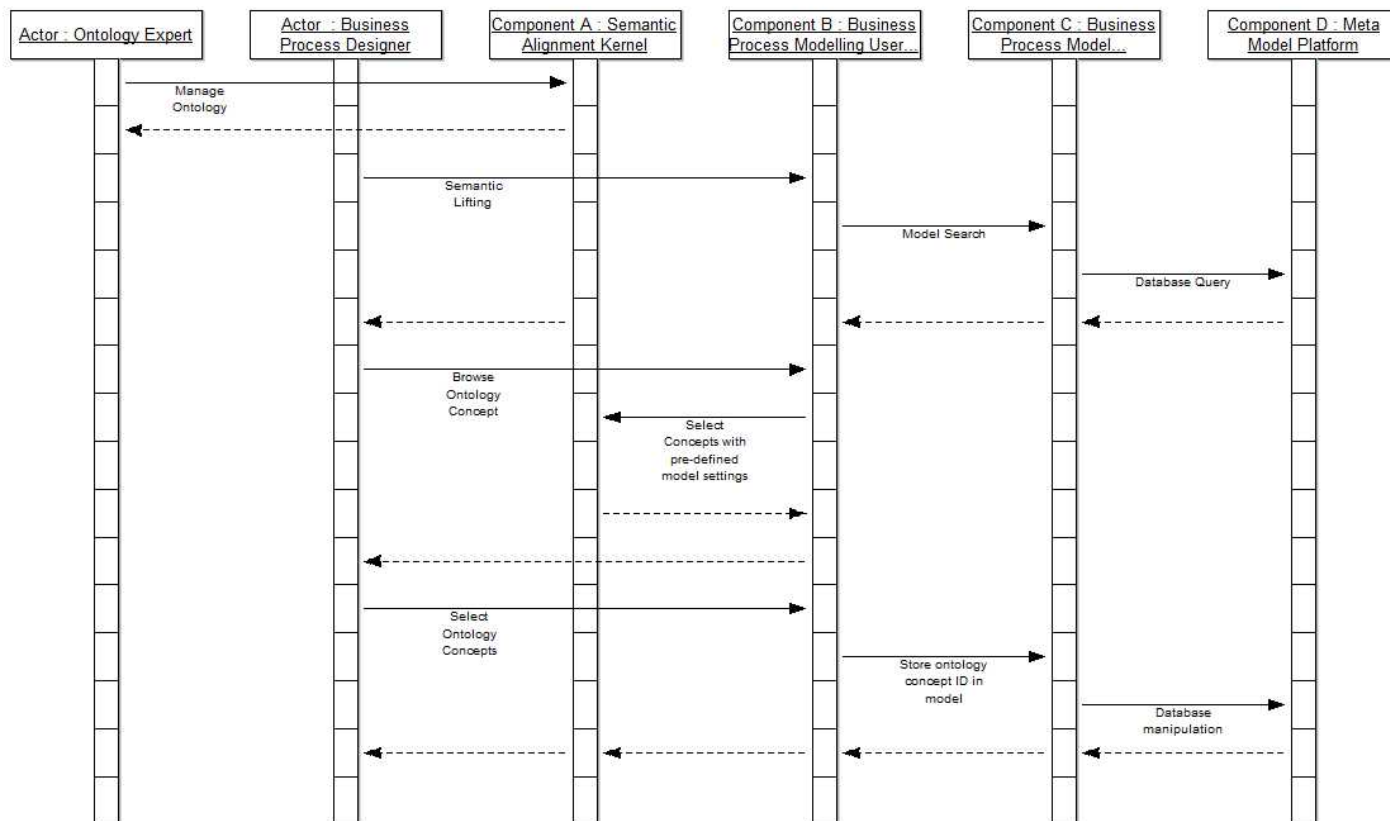 Actor : Ontology Expert
Actor : Business
Process Designer
Component A : Semantic
Alignment Kernel
Component B : Business
Process Modelling User...
Component C : Business
Process Model...
Component D : Meta
Model Platform
Manage
Ontology
Semantic
Lifting
Model Search
Database Query
Browse
Ontology
Concept
Select
Concepts with
pre-defined
model settings
Select
Ontology
Concepts
Store ontology
concept ID in
model
Database
manipulation